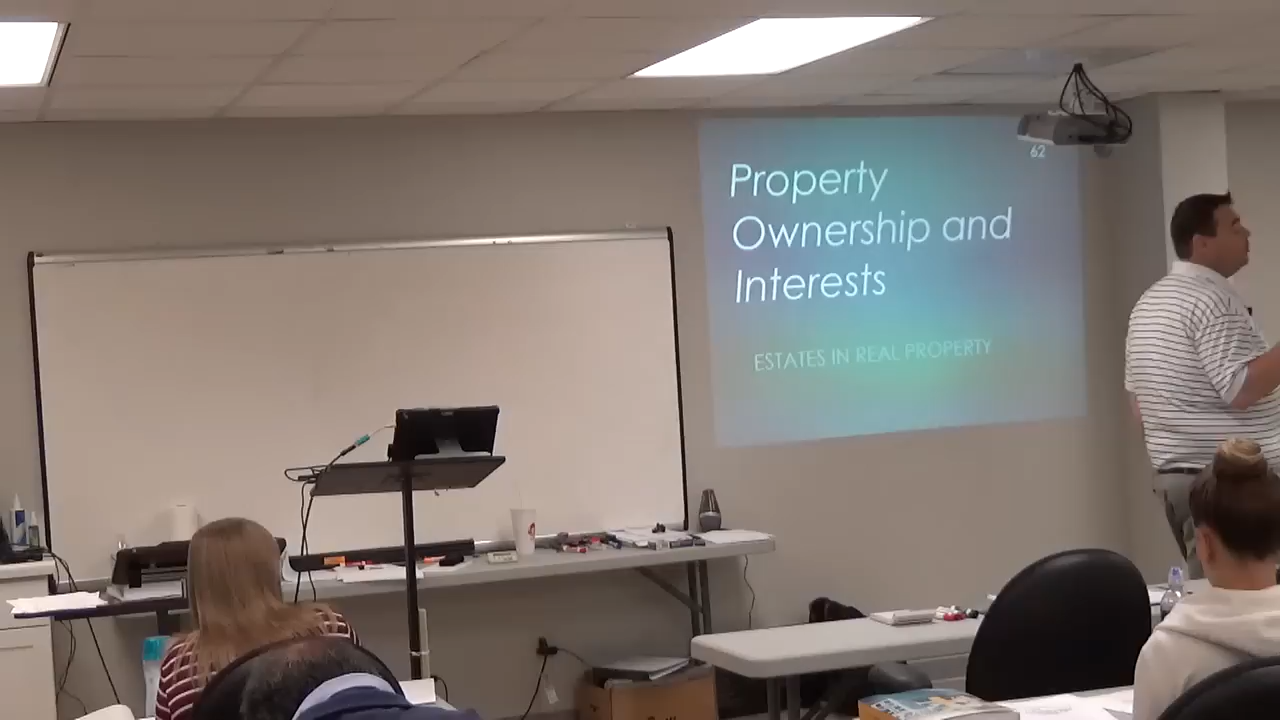 62
Property
Ownership and
Interests
ESTATES IN REAL PROPERTY